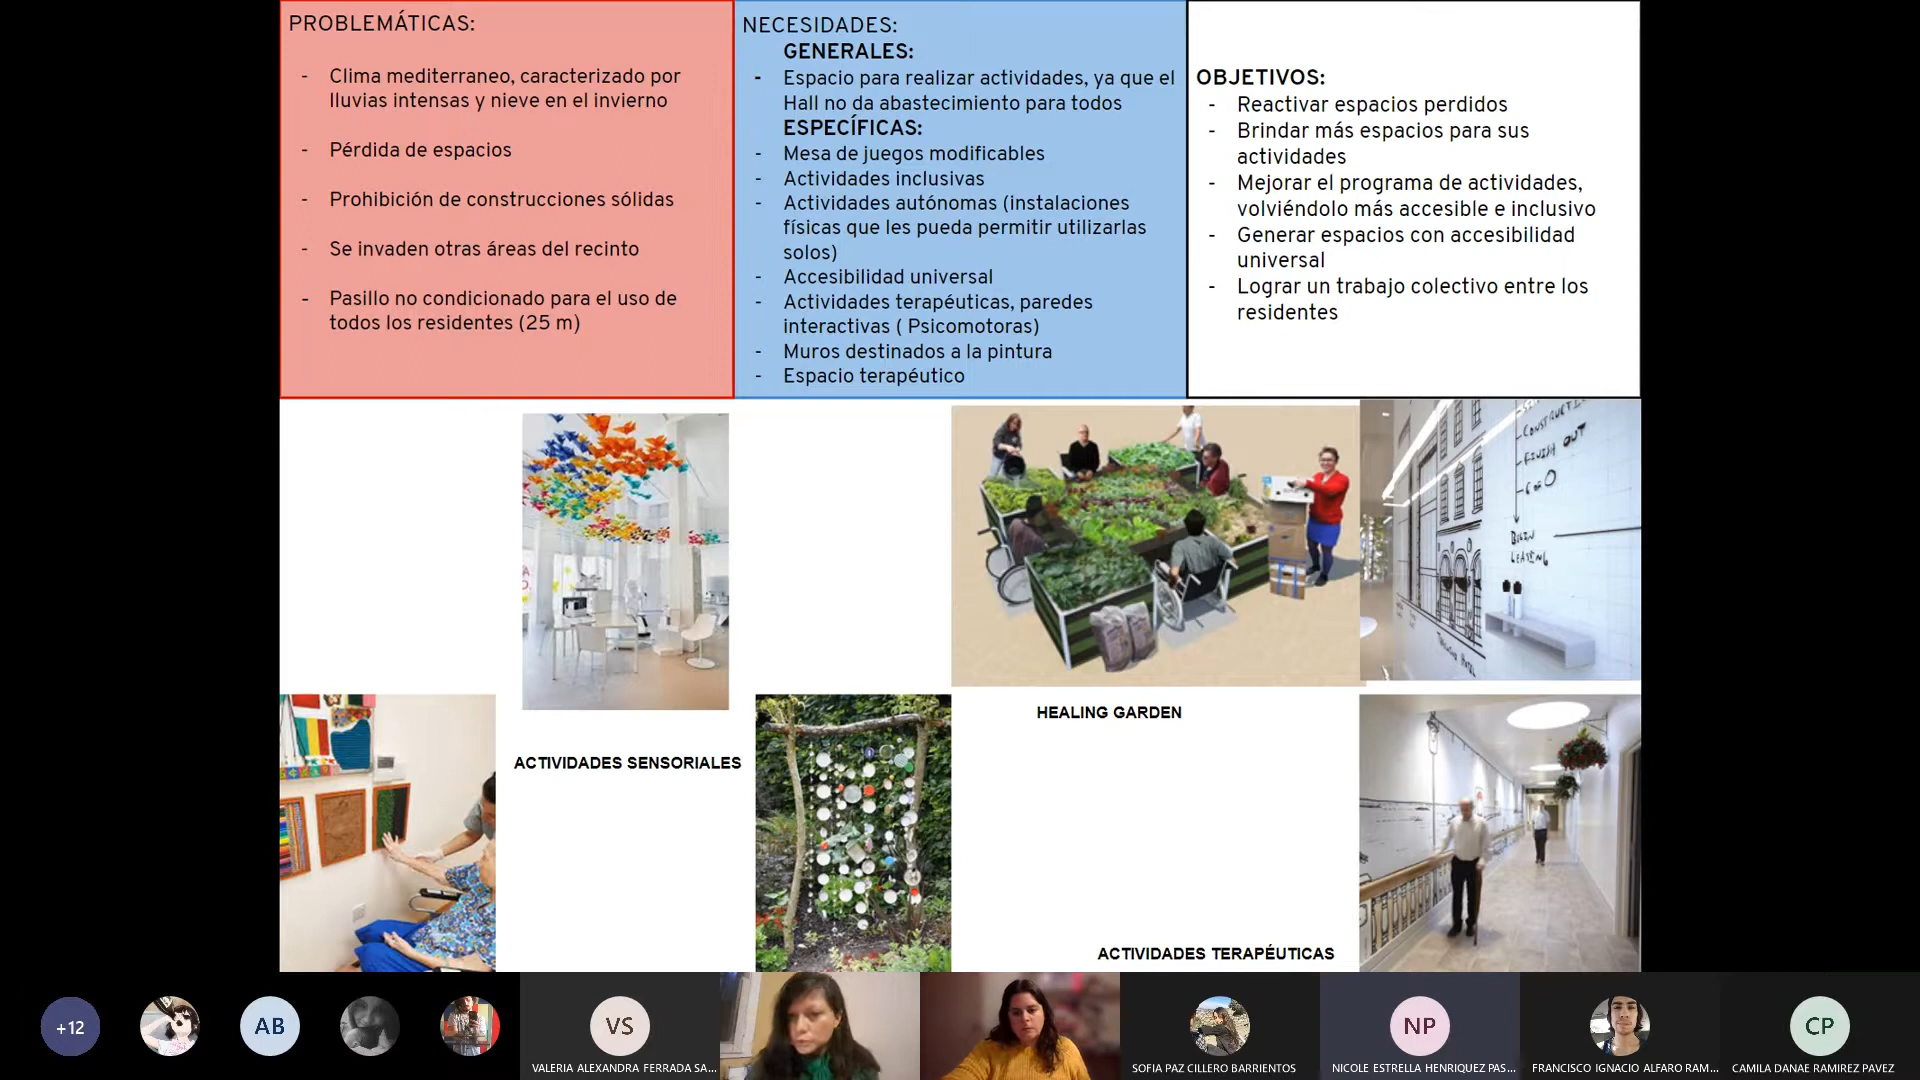 PROBLEMÁTICAS:
- Clima mediterraneo, caracterizado por
lluvias intensas y nieve en el invierno
- Pérdida de espacios
- Prohibición de construcciones sólidas
- Se invaden otras áreas del recinto
- Pasillo no condicionado para el uso de
todos los residentes (25 m)
NECESIDADES:
GENERALES:
- Espacio para realizar actividades, ya que el
Hall no da abastecimiento para todos
ESPECÍFICAS:
- Mesa de juegos modificables
- Actividades inclusivas
- Actividades autónomas (instalaciones
físicas que les pueda permitir utilizarlas
solos)
- Accesibilidad universal
- Actividades terapéuticas, paredes
interactivas ( Psicomotoras)
- Muros destinados a la pintura
- Espacio terapéutico
OBJETIVOS:
- Reactivar espacios perdidos
- Brindar más espacios para sus
actividades
- Mejorar el programa de actividades,
volviéndolo más accesible e inclusivo
- Generar espacios con accesibilidad
universal
- Lograr un trabajo colectivo entre los
residentes
FINISH OUT
BEGIN
LEASING
HEALING GARDEN
ACTIVIDADES SENSORIALES
ACTIVIDADES TERAPÉUTICAS
+12
AB
VS
NP
CP
VALERIA ALEXANDRA FERRADA SA...
SOFIA PAZ CILLERO BARRIENTOS
NICOLE ESTRELLA HENRIQUEZ PAS...
FRANCISCO IGNACIO ALFARO RAM...
CAMILA DANAE RAMIREZ PAVEZ